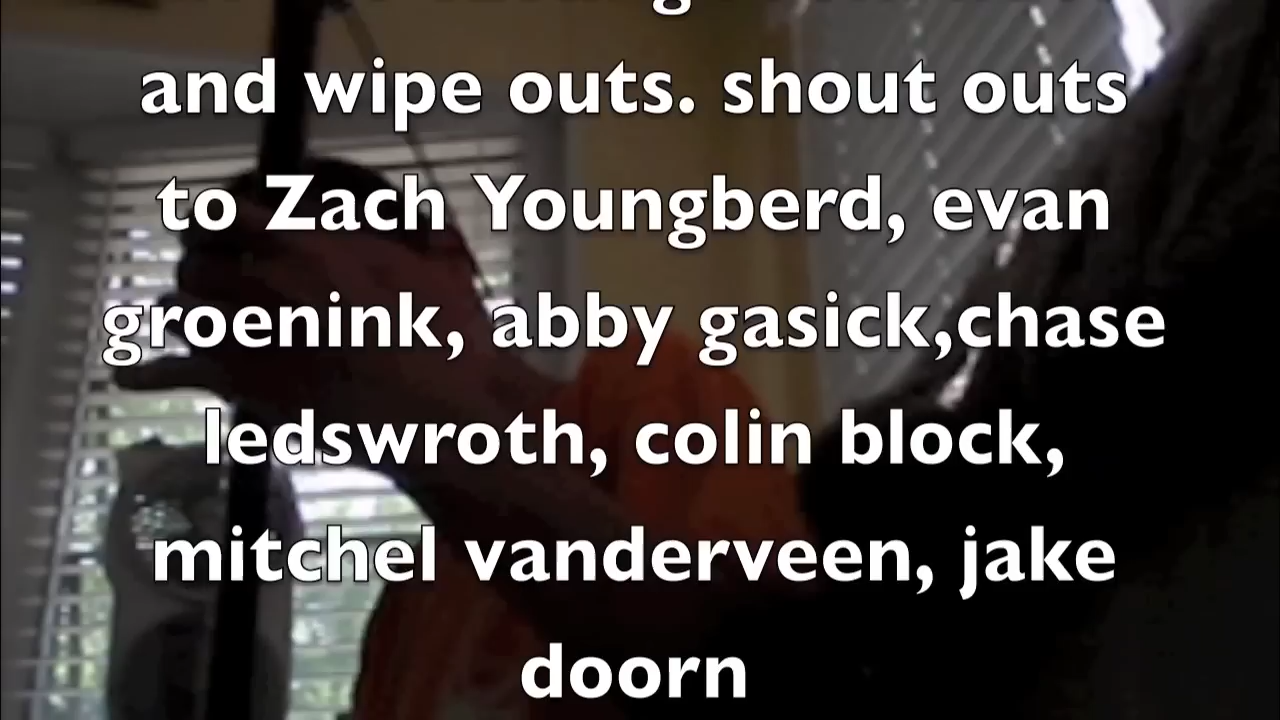 and wipe outs. shout outs
to Zach Youngberd, evan
groenink, abby gasick,chase
ledswroth, colin block,
mitchel vanderveen, jake
doorn